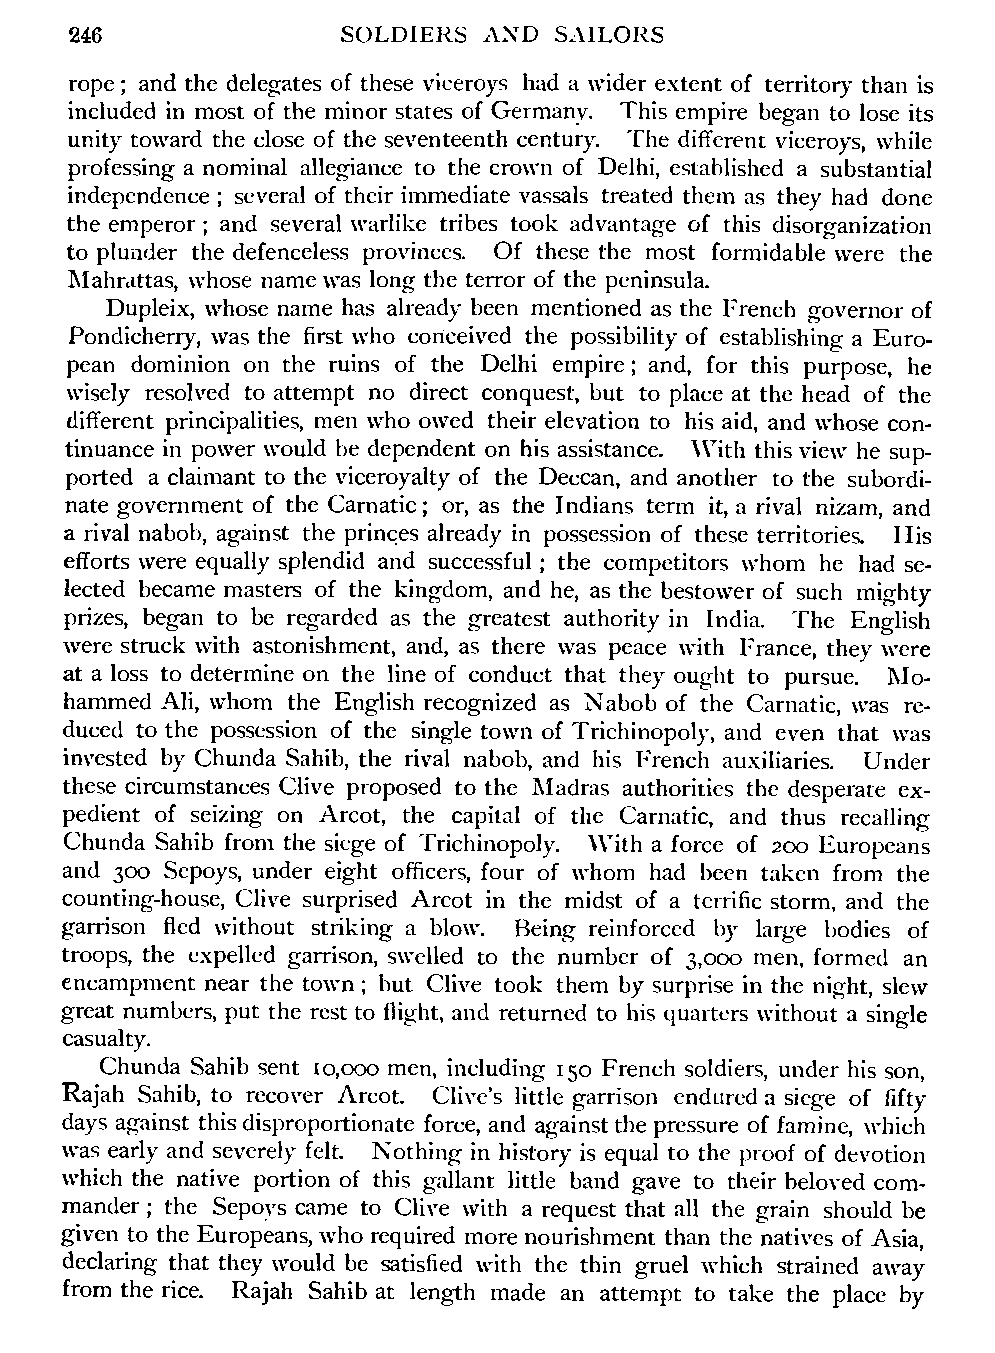 246 SOLDIERS AND SAILORS
rope; and the delegates of these viceroys had a wider extent of territory than is
included in most of the minor states of Germany. This empire began to lose its
unity toward the close of the seventeenth century. The different viceroys, while
professing a nominal allegiance to the crown of Delhi, established a substantial
independence; several of their immediate vassals treated them as they had done
the emperor; and several warlike tribes took advantage of this disorganization
to plunder the defenceless provinces. Of these the most formidable were the
Mahrattas, whose name was long the terror of the peninsula.
Dupleix, whose name has already been mentioned as the French governor of
Pondicherry, was the first who conceived the possibility of establishing a Euro-
pean dominion on the ruins of the Delhi empire; and, for this purpose, he
wisely resolved to attempt no direct conquest, but to place at the head of the
different principalities, men who owed their elevation to his aid, and whose con-
tinuance in power would be dependent on his assistance. With this view he sup-
ported a claimant to the viceroyalty of the Deccan, and another to the subordi-
nate government of the Carnatic; or, as the Indians term it, a rival nizam, and
a rival nabob, against the princes already in possession of these territories. His
efforts were equally splendid and successful; the competitors whom he had se-
lected became masters of the kingdom, and he, as the bestower of such mighty
prizes, began to be regarded as the greatest authority in India. The English
were struck with astonishment, and, as there was peace with France, they were
at a loss to determine on the line of conduct that they ought to pursue. Mo-
hammed Ali, whom the English recognized as Nabob of the Carnatic, was re-
duced to the possession of the single town of Trichinopoly, and even that was
invested by Chunda Sahib, the rival nabob, and his French auxiliaries. Under
these circumstances Clive proposed to the Madras authorities the desperate ex-
pedient of seizing on Arcot, the capital of the Carnatic, and thus recalling
Chunda Sahib from the siege of Trichinopoly. With a force of 200 Europeans
and 300 Sepoys, under eight officers, four of whom had been taken from the
counting-house, Clive surprised Arcot in the midst of a terrific storm, and the
garrison fled without striking a blow. Being reinforced by large bodies of
troops, the expelled garrison, swelled to the number of 3,000 men, formed an
encampment near the town; but Clive took them by surprise in the night, slew
great numbers, put the rest to flight, and returned to his quarters without a single
casualty.
Chunda Sahib sent 10,000 men, including 150 French soldiers, under his son,
Rajah Sahib, to recover Arcot. Clive's little garrison endured a siege of fifty
days against this disproportionate force, and against the pressure of famine, which
was early and severely felt. Nothing in history is equal to the proof of devotion
which the native portion of this gallant little band gave to their beloved com-
mander; the Sepoys came to Clive with a request that all the grain should be
given to the Europeans, who required more nourishment than the natives of Asia,
declaring that they would be satisfied with the thin gruel which strained away
from the rice. Rajah Sahib at length made an attempt to take the place by